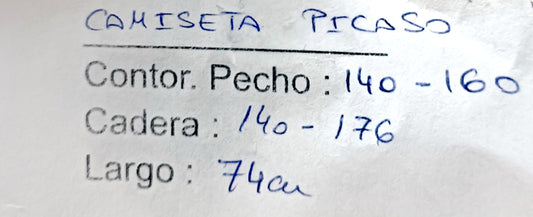 CAMISETA PICASO
Contor. Pecho : 140 - 160
Cadera : 140 - 176
Largo : 74cm